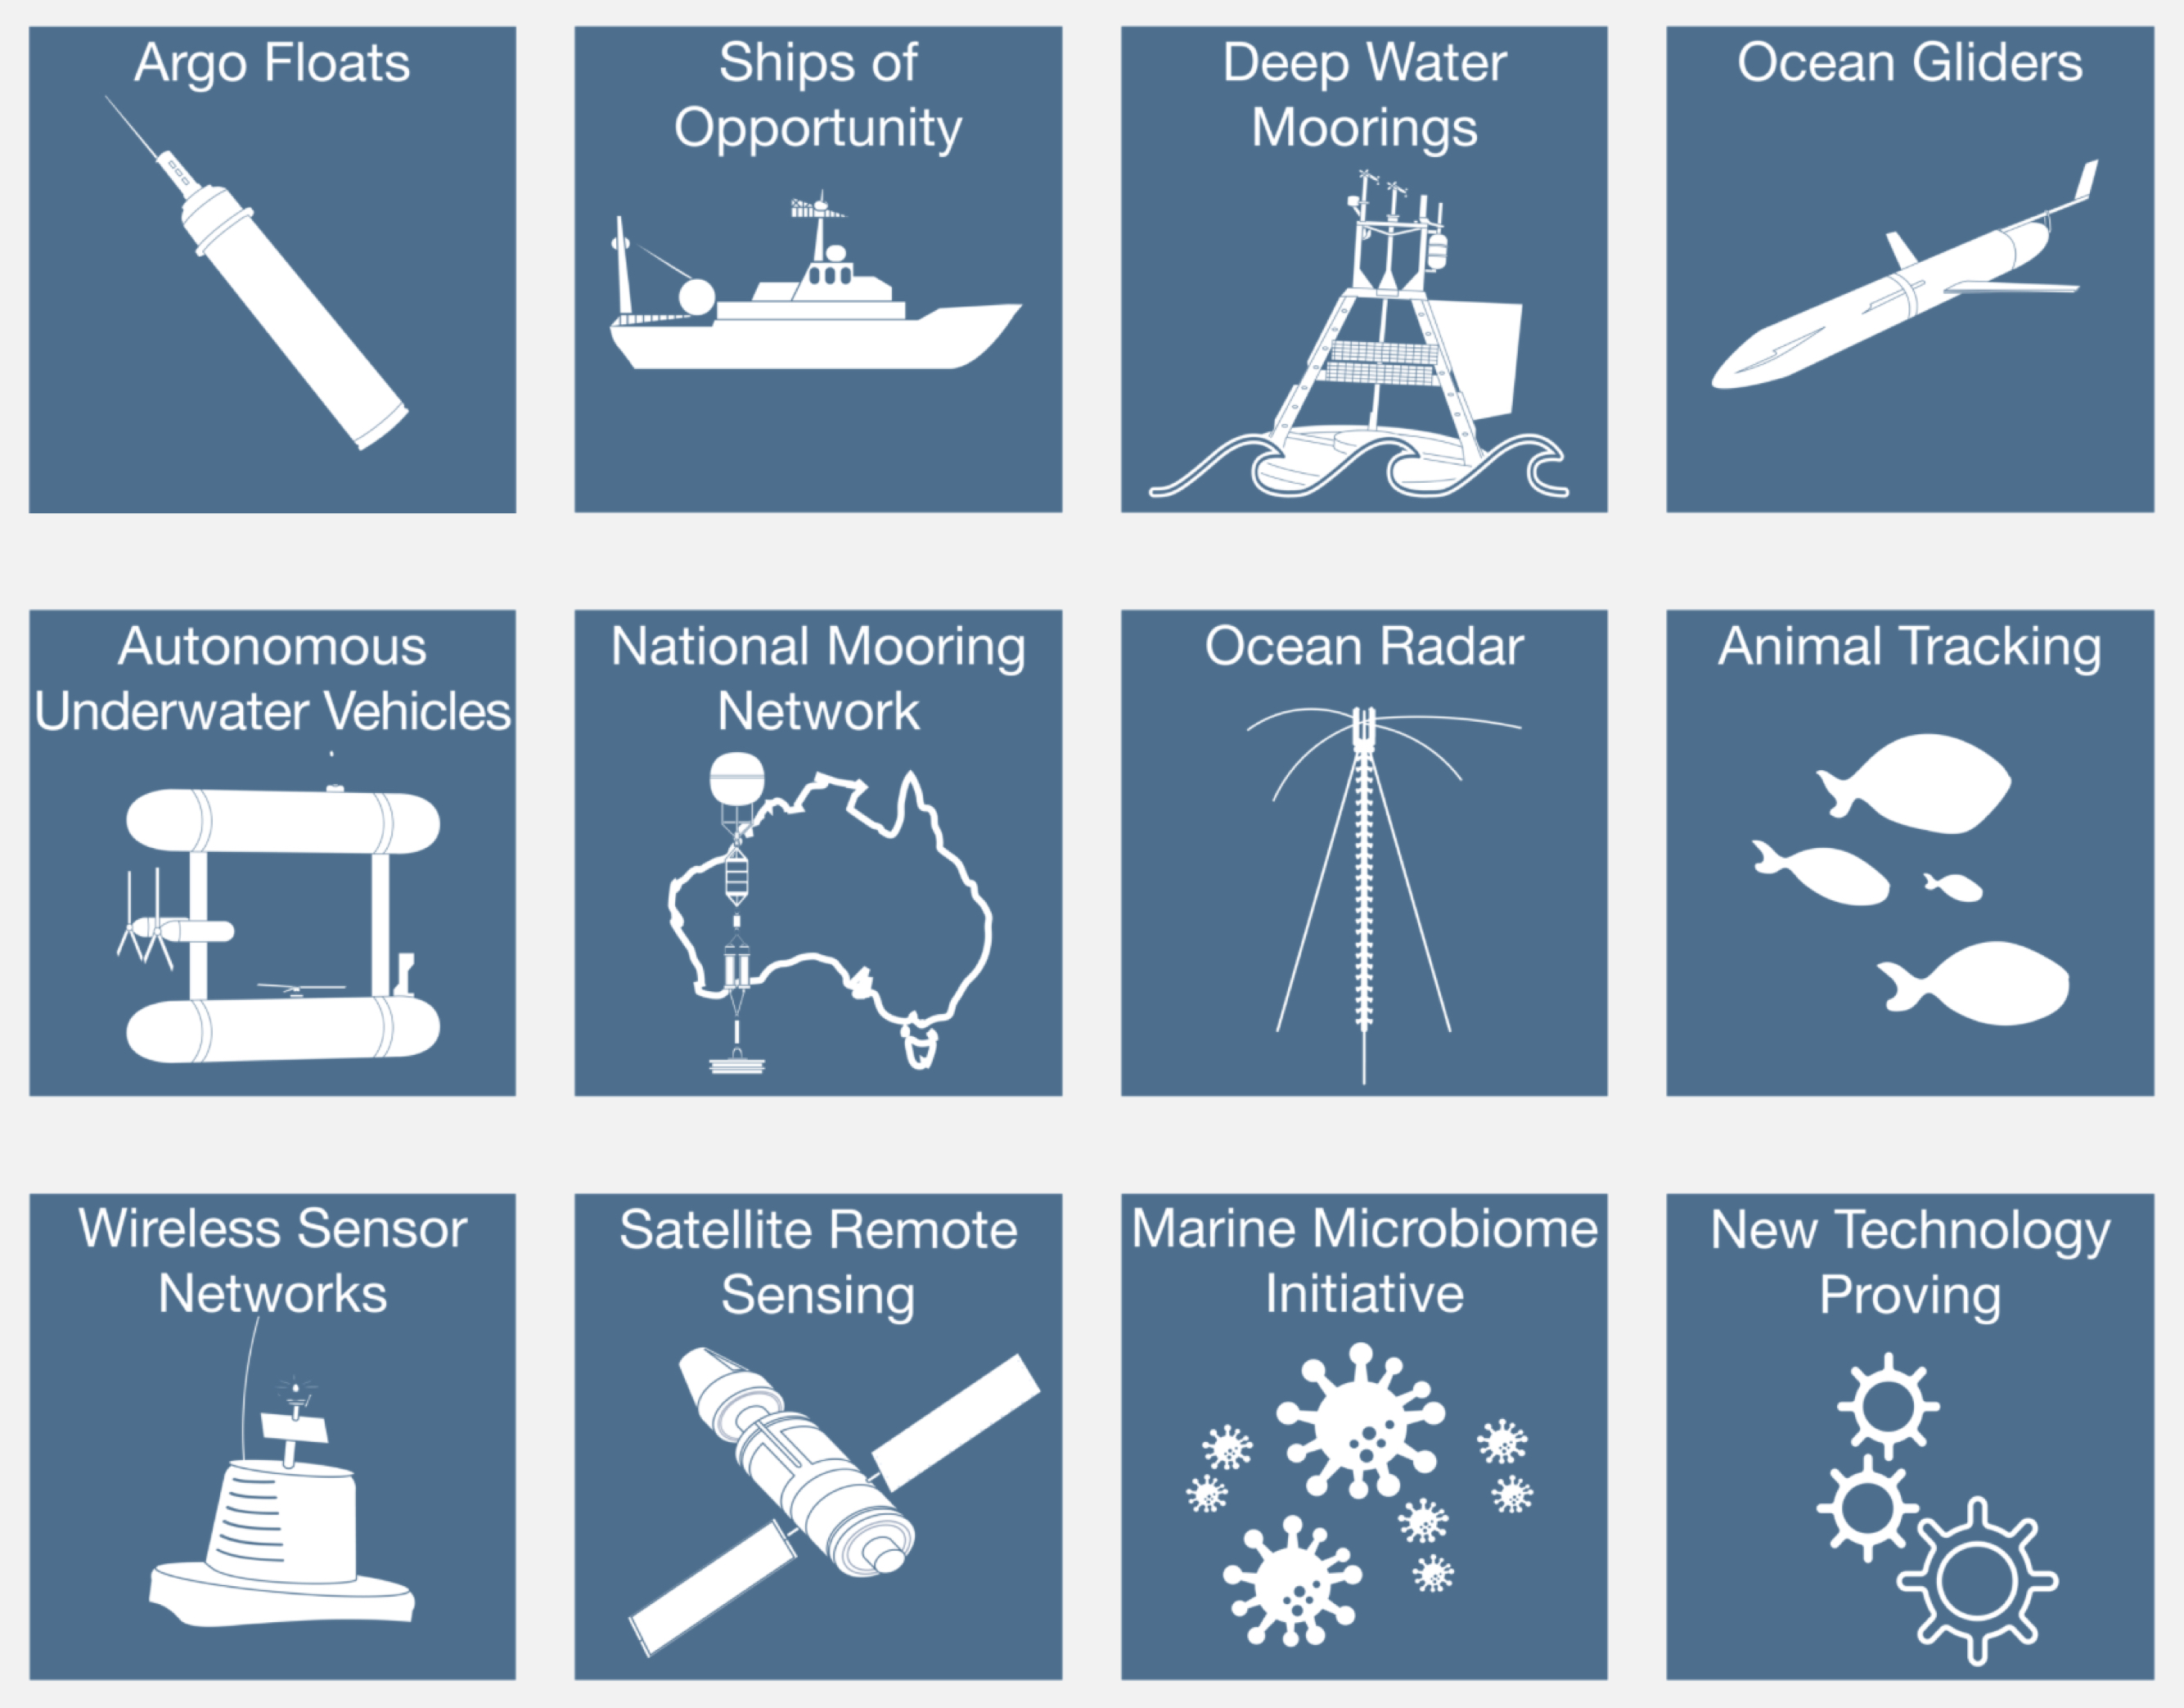 Argo Floats
Ships of
Opportunity
Deep Water
Moorings
Ocean Gliders
Autonomous
Underwater Vehicles
National Mooring
Network
Ocean Radar
Animal Tracking
Wireless Sensor
Networks
Satellite Remote
Sensing
Marine Microbiome
Initiative
New Technology
Proving